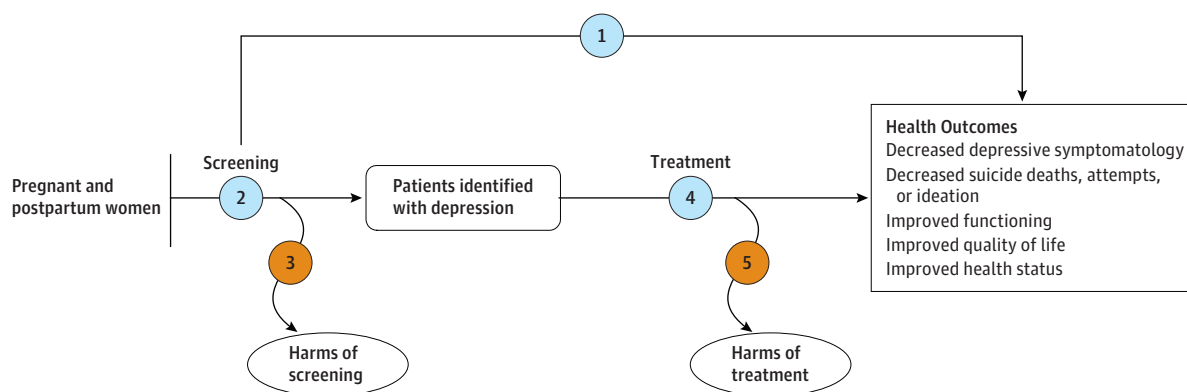 1
Screening
Treatment
Pregnant and
postpartum women
2
Patients identified
with depression
4
Health Outcomes
Decreased depressive symptomatology
Decreased suicide deaths, attempts,
or ideation
Improved functioning
Improved quality of life
Improved health status
3
5
Harms of
screening
Harms of
treatment